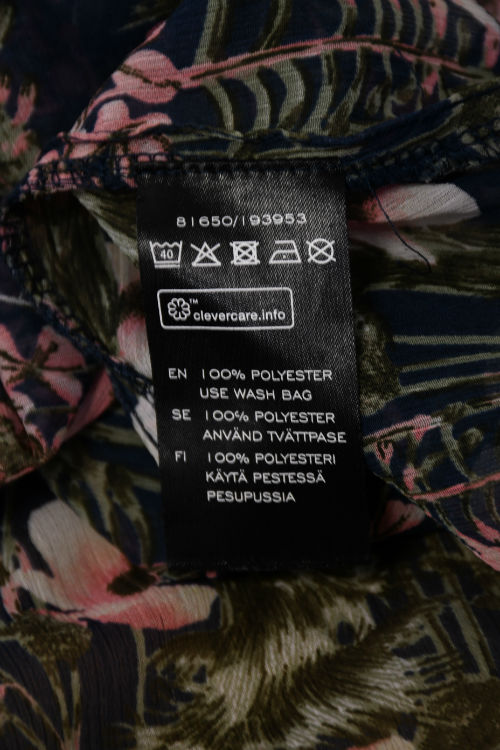 81650/193953
40
clevercare.info™
EN 100% POLYESTER
USE WASH BAG
SE 100% POLYESTER
ANVÄND TVÄTTPASE
FI 100% POLYESTERI
KÄYTÄ PESTESSÄ
PESUPUSSIA